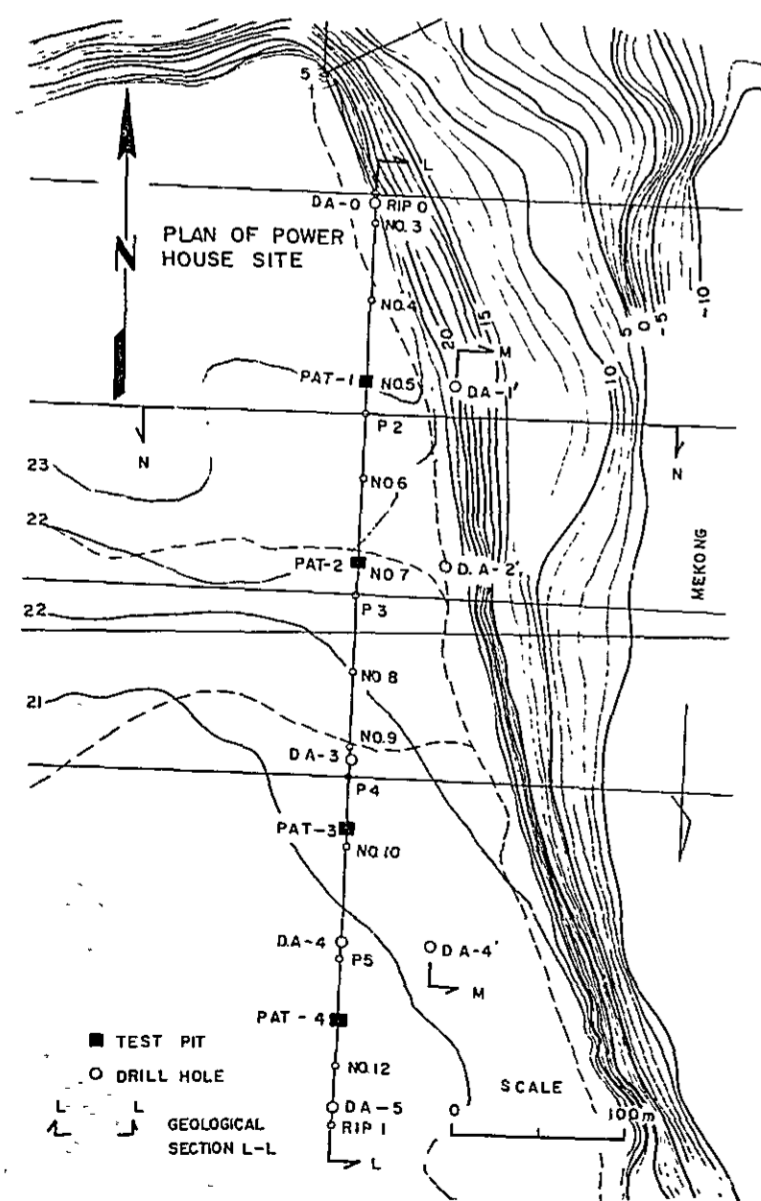 5
L
DA-0 RIP 0
NO.3
PLAN OF POWER
HOUSE SITE
N
NO.4
15
20
M
5
0
-5
-10
10
PAT-1 NO.5
DA-1'
P 2
N
N
23
NO 6
22
PAT-2 NO 7
D.A-2'
MEKONG
P 3
22
NO 8
21
NO.9
DA-3
P4
PAT-3
NO.10
DA-4
P5
DA-4'
M
PAT-4
TEST PIT
NO.12
DRILL HOLE
SCALE
0
100m
L L
GEOLOGICAL
SECTION L-L
DA-5
RIP 1
L